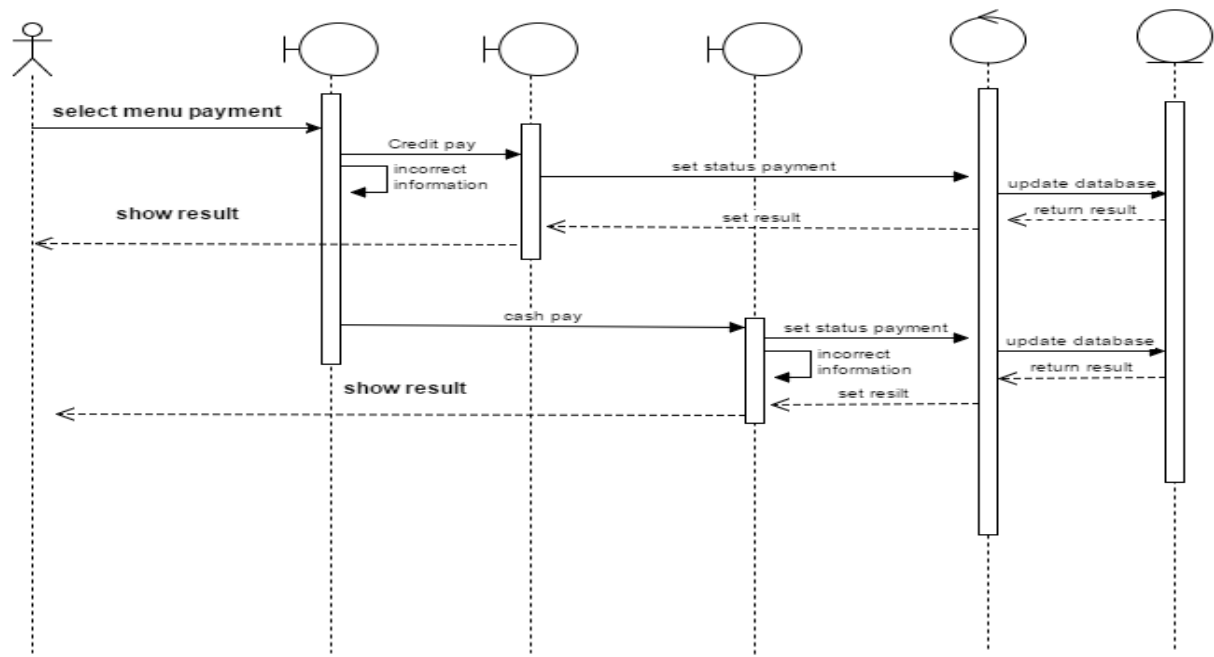 select menu payment
Credit pay
incorrect
information
set status payment
update database
return result
set result
show result
cash pay
set status payment
incorrect
information
update database
return result
set resilt
show result